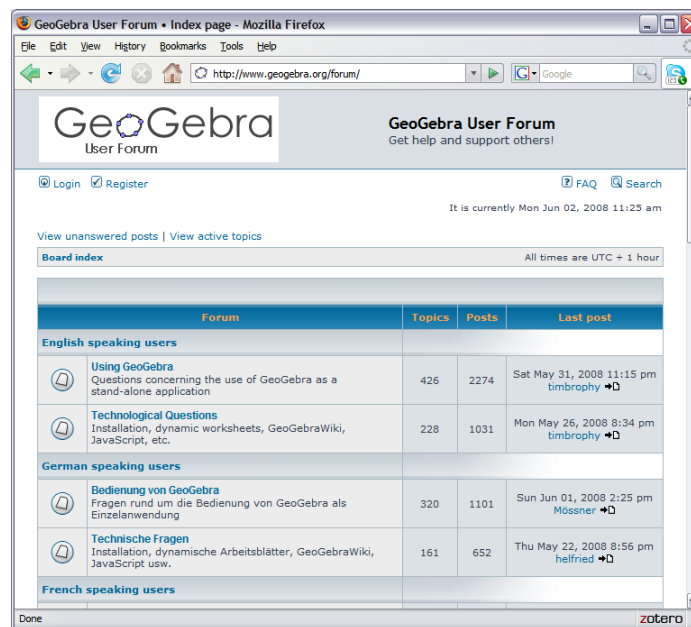 GeoGebra User Forum • Index page - Mozilla Firefox
File Edit View History Bookmarks Tools Help
http://www.geogebra.org/forum/
G Google
GeoGebra
User Forum
GeoGebra User Forum
Get help and support others!
Login Register
FAQ Search
It is currently Mon Jun 02, 2008 11:25 am
View unanswered posts | View active topics
Board index All times are UTC + 1 hour
Forum Topics Posts Last post
English speaking users
Using GeoGebra
Questions concerning the use of GeoGebra as a
stand-alone application
426 2274
Sat May 31, 2008 11:15 pm
timbrophy
Technological Questions
Installation, dynamic worksheets, GeoGebraWiki,
JavaScript, etc.
228 1031
Mon May 26, 2008 8:34 pm
timbrophy
German speaking users
Bedienung von GeoGebra
Fragen rund um die Bedienung von GeoGebra als
Einzelanwendung
320 1101
Sun Jun 01, 2008 2:25 pm
Mössner
Technische Fragen
Installation, dynamische Arbeitsblätter, GeoGebraWiki,
JavaScript usw.
161 652
Thu May 22, 2008 8:56 pm
helfried
French speaking users
Done zotero